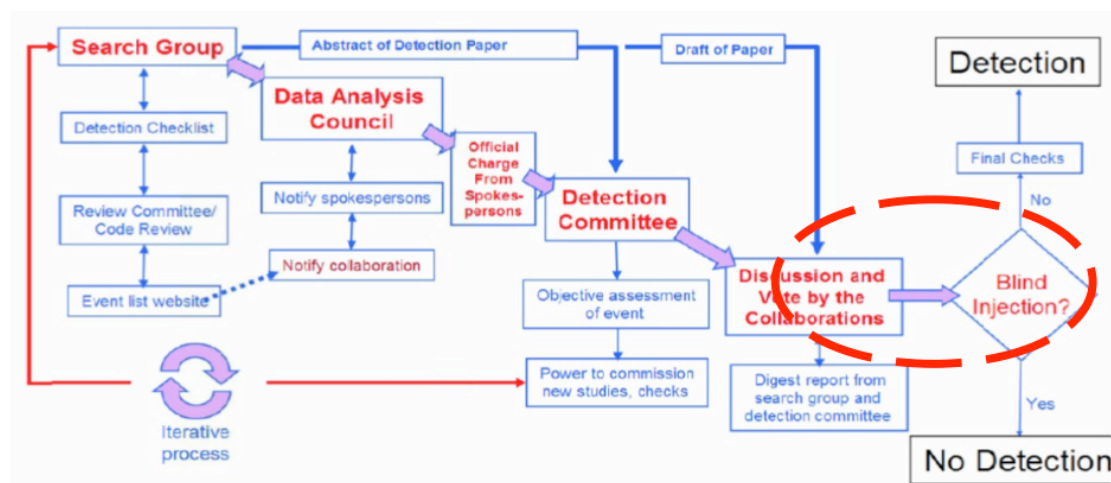 Search Group
Abstract of Detection Paper
Draft of Paper
Detection
Data Analysis
Council
Detection Checklist
Official
Charge
From
Spokes-
persons
Final Checks
Notify spokespersons
Detection
Committee
No
Review Committee/
Code Review
Notify collaboration
Discussion and
Vote by the
Collaborations
Blind
Injection?
Event list website
Objective assessment
of event
Power to commission
new studies, checks
Digest report from
search group and
detection committee
Yes
Iterative
process
No Detection